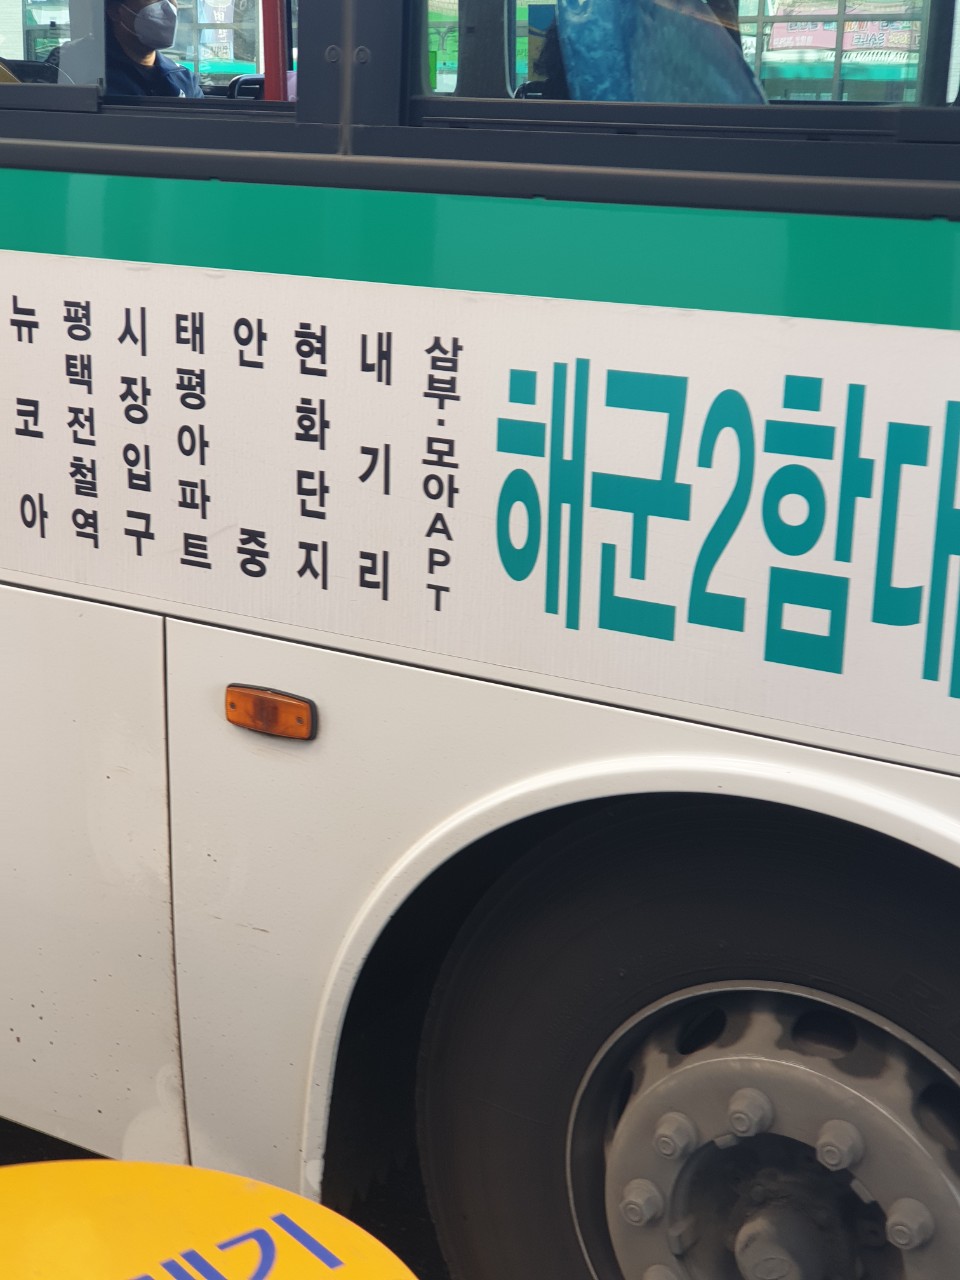 뉴코아
평택전철역
시장입구
태평아파트
안중
현화단지
내기리
삼부·모아APT
해군2함대